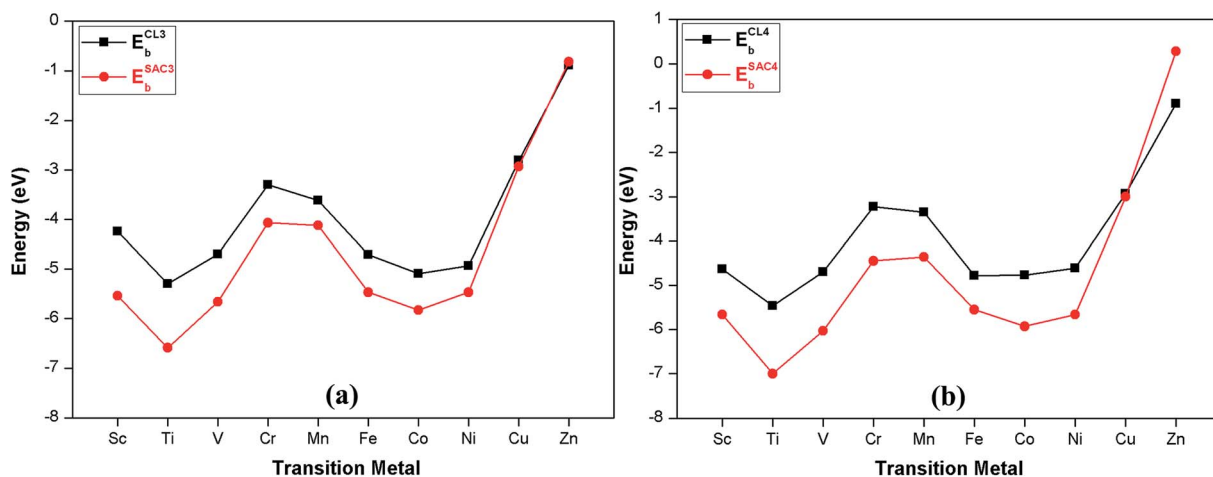 E_b^CL3
E_b^SAC3
0
-1
-2
-3
-4
-5
-6
-7
-8
Energy (eV)
(a)
Sc Ti V Cr Mn Fe Co Ni Cu Zn
Transition Metal
E_b^CL4
E_b^SAC4
1
0
-1
-2
-3
-4
-5
-6
-7
-8
Energy (eV)
(b)
Sc Ti V Cr Mn Fe Co Ni Cu Zn
Transition Metal